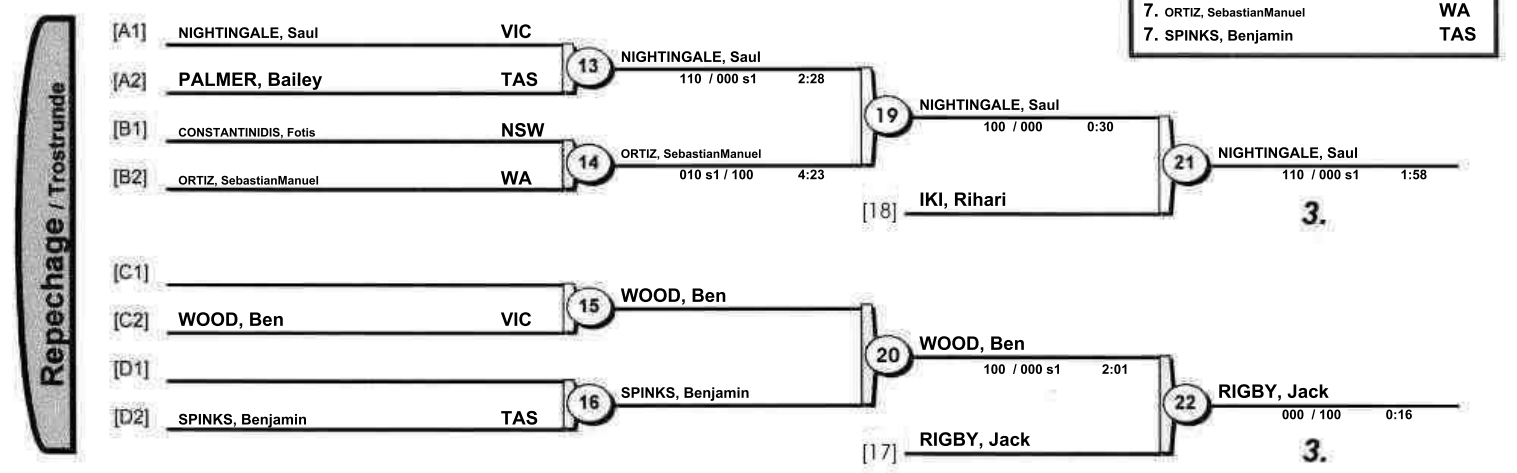 7. ORTIZ, SebastianManuel WA
7. SPINKS, Benjamin TAS
Repechage / Trostrunde
[A1] NIGHTINGALE, Saul VIC
[A2] PALMER, Bailey TAS
13 NIGHTINGALE, Saul
110 / 000 s1 2:28
[B1] CONSTANTINIDIS, Fotis NSW
[B2] ORTIZ, SebastianManuel WA
14 ORTIZ, SebastianManuel
010 s1 / 100 4:23
19 NIGHTINGALE, Saul
100 / 000 0:30
[18] IKI, Rihari
21 NIGHTINGALE, Saul
110 / 000 s1 1:58
3.
[C1]
[C2] WOOD, Ben VIC
15 WOOD, Ben
[D1]
[D2] SPINKS, Benjamin TAS
16 SPINKS, Benjamin
20 WOOD, Ben
100 / 000 s1 2:01
[17] RIGBY, Jack
22 RIGBY, Jack
000 / 100 0:16
3.